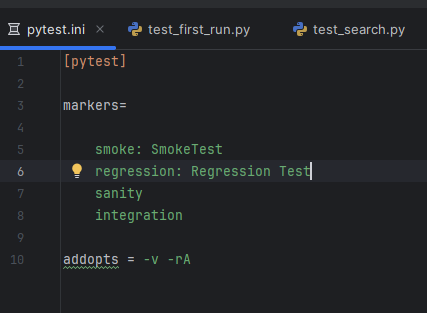 pytest.ini × test_first_run.py test_search.py
1 [pytest]
2
3 markers=
4
5 smoke: SmokeTest
6 regression: Regression Test
7 sanity
8 integration
9
10 addopts = -v -rA